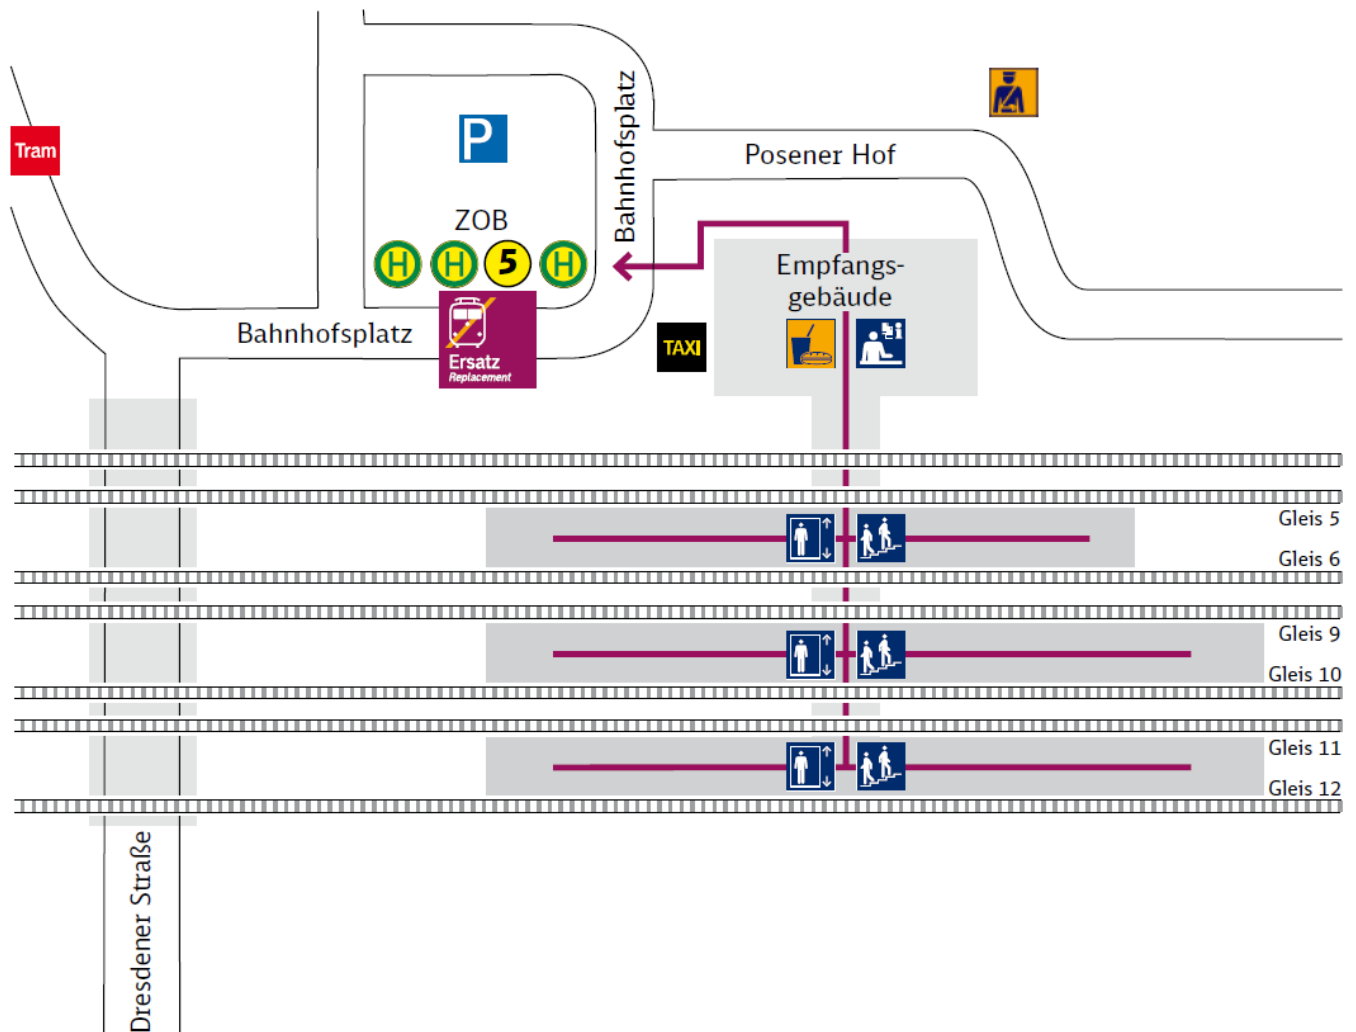 Tram
P
Bahnhofsplatz
Posener Hof
ZOB
H
H
5
H
Empfangs-
gebäude
Bahnhofsplatz
Ersatz
Replacement
TAXI
i
Gleis 5
Gleis 6
Gleis 9
Gleis 10
Gleis 11
Gleis 12
Dresdener Straße